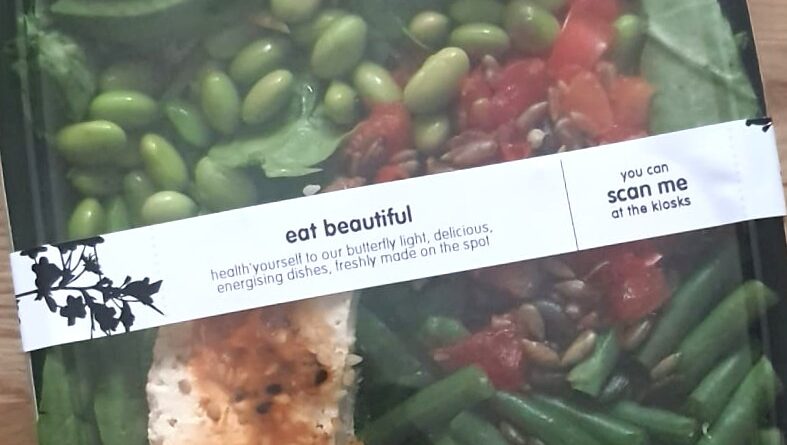 eat beautiful
health'yourself to our butterfly light, delicious,
energising dishes, freshly made on the spot
you can
scan me
at the kiosks